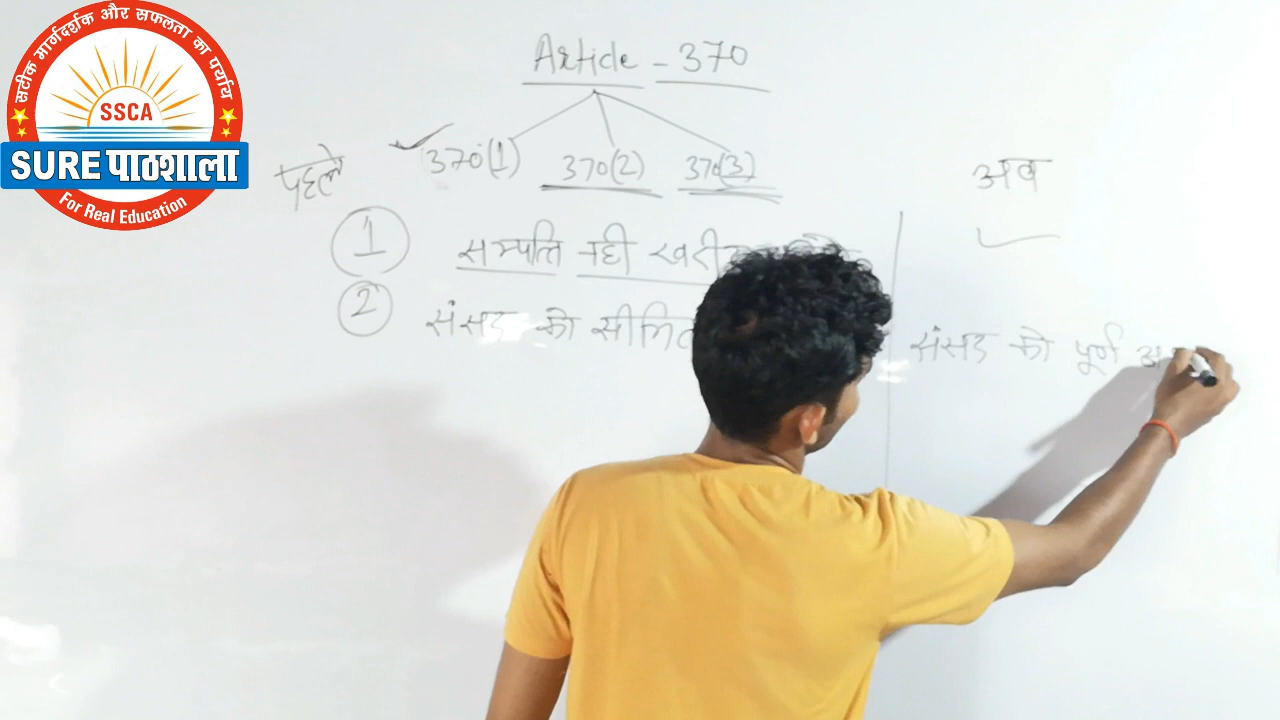 सटीक मार्गदर्शक और सफलता का पर्याय
SSCA
SURE पाठशाला
For Real Education
Article - 370
370(1) 370(2) 370(3)
पहले अब
1 सम्पत्ति नही
2 संसद को
संसद को पूर्ण